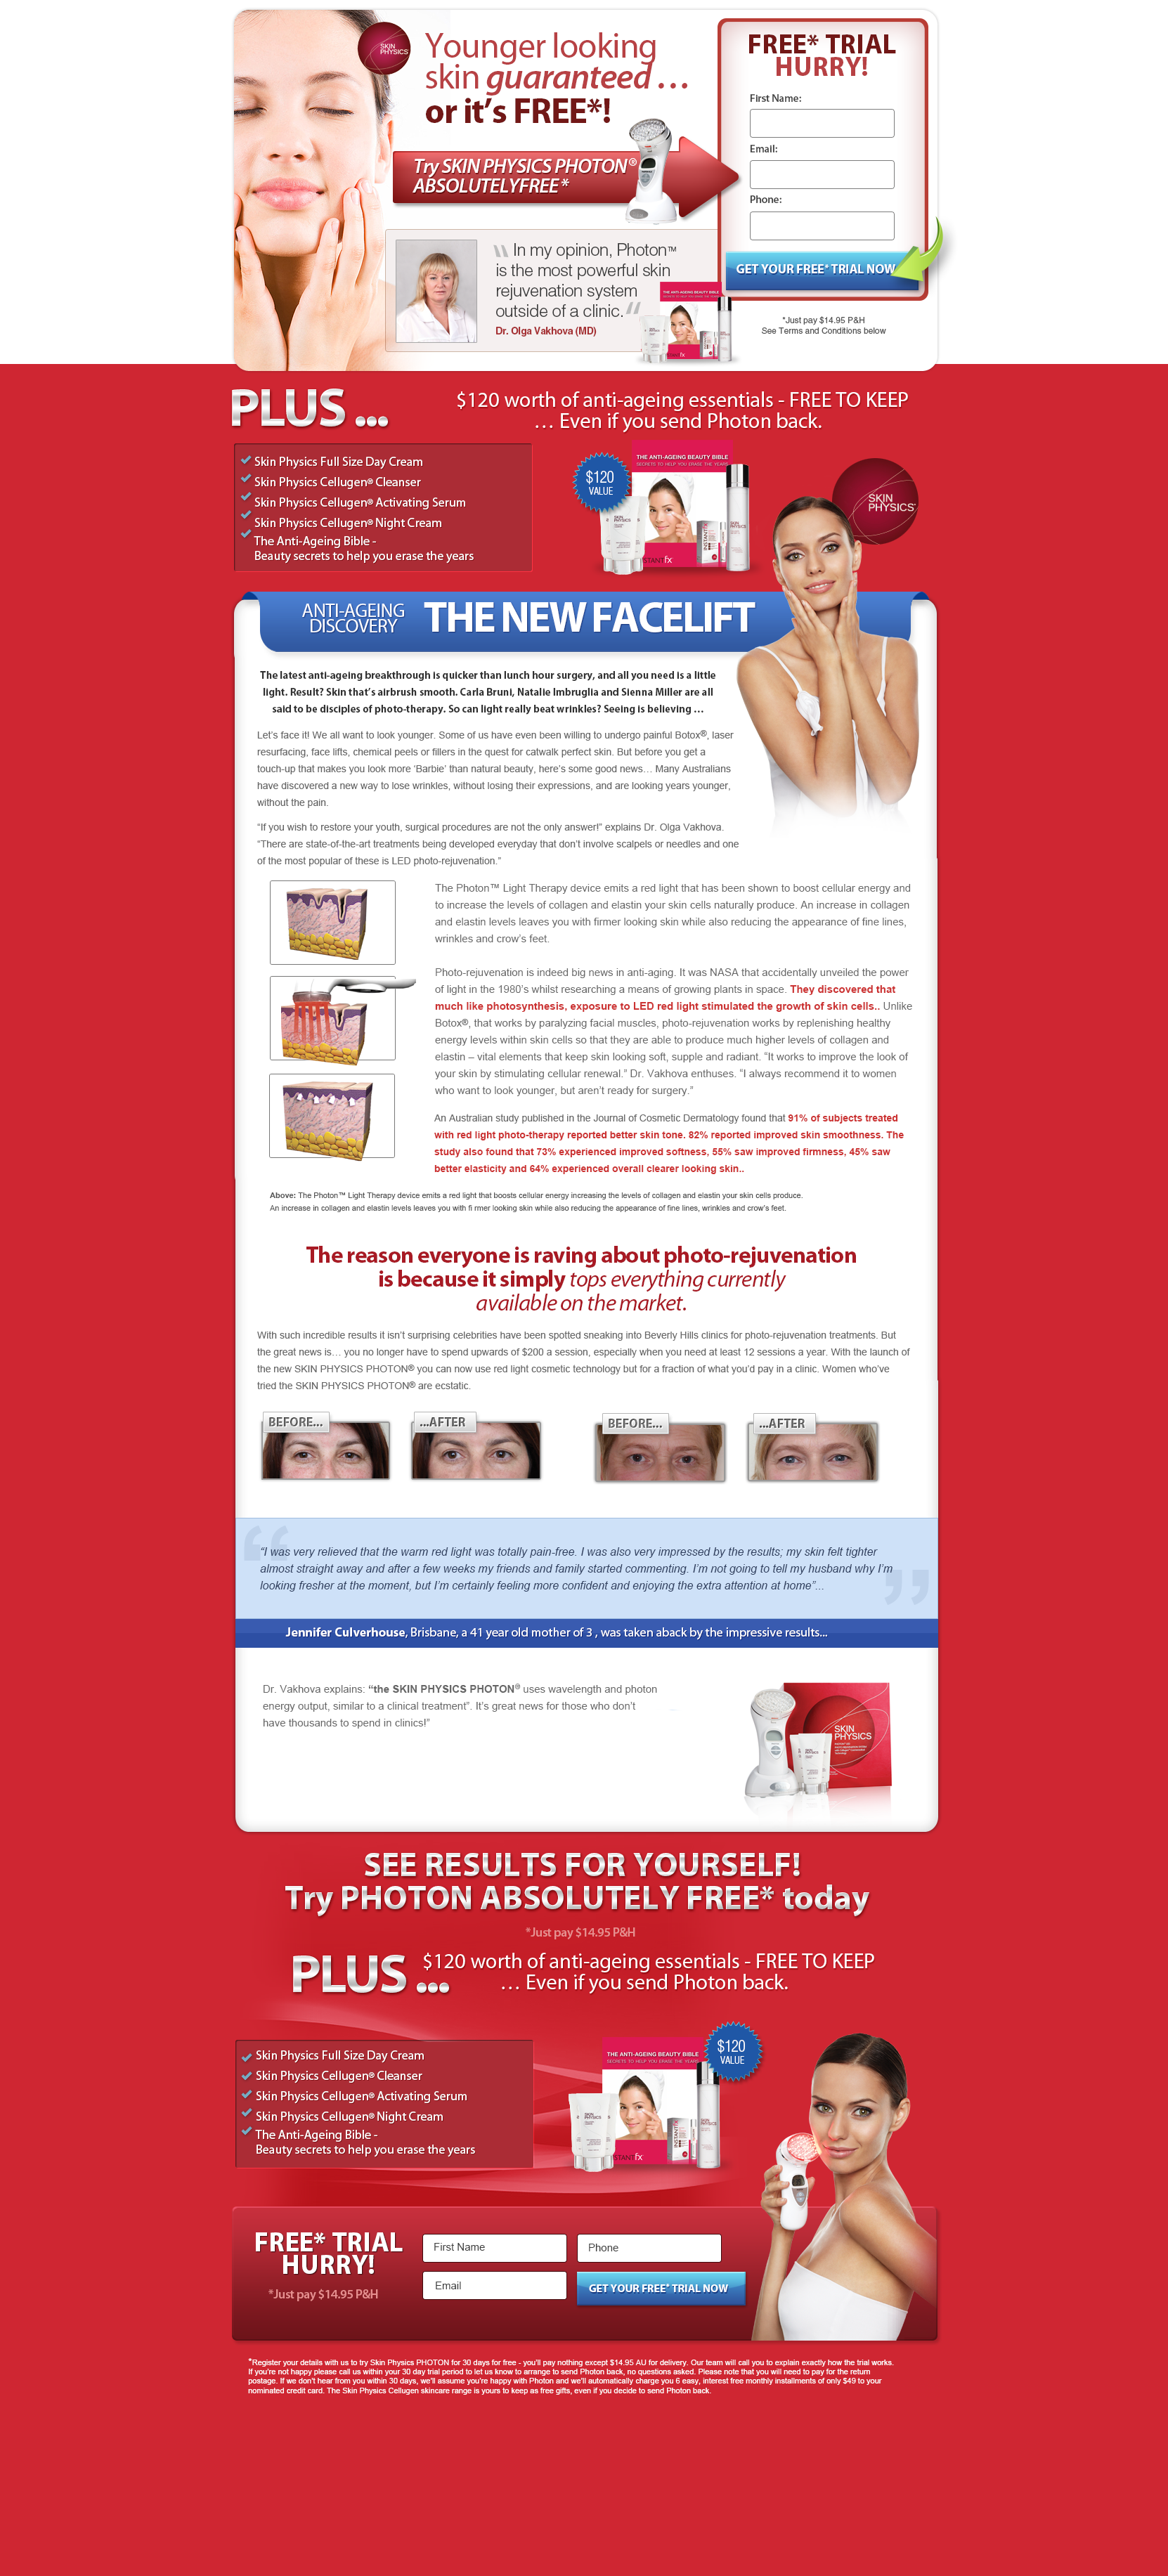 SKIN
PHYSICS
Younger looking
skin guaranteed …
or it's FREE*!
Try SKIN PHYSICS PHOTON®
ABSOLUTELYFREE*
"In my opinion, Photon™
is the most powerful skin
rejuvenation system
outside of a clinic."
Dr. Olga Vakhova (MD)
THE ANTI-AGEING BEAUTY BIBLE
FREE* TRIAL
HURRY!
First Name:
Email:
Phone:
GET YOUR FREE* TRIAL NOW
*Just pay $14.95 P&H
See Terms and Conditions below
PLUS ...
$120 worth of anti-ageing essentials - FREE TO KEEP
… Even if you send Photon back.
Skin Physics Full Size Day Cream
Skin Physics Cellugen® Cleanser
Skin Physics Cellugen® Activating Serum
Skin Physics Cellugen® Night Cream
The Anti-Ageing Bible -
Beauty secrets to help you erase the years
$120
VALUE
THE ANTI-AGEING BEAUTY BIBLE
SECRETS TO HELP YOU ERASE THE YEARS
SKIN
PHYSICS
INSTANTfx
SKIN
PHYSICS
ANTI-AGEING
DISCOVERY
THE NEW FACELIFT
The latest anti-ageing breakthrough is quicker than lunch hour surgery, and all you need is a little
light. Result? Skin that's airbrush smooth. Carla Bruni, Natalie Imbruglia and Sienna Miller are all
said to be disciples of photo-therapy. So can light really beat wrinkles? Seeing is believing …
Let's face it! We all want to look younger. Some of us have even been willing to undergo painful Botox®, laser
resurfacing, face lifts, chemical peels or fillers in the quest for catwalk perfect skin. But before you get a
touch-up that makes you look more 'Barbie' than natural beauty, here's some good news… Many Australians
have discovered a new way to lose wrinkles, without losing their expressions, and are looking years younger,
without the pain.
"If you wish to restore your youth, surgical procedures are not the only answer!" explains Dr. Olga Vakhova.
"There are state-of-the-art treatments being developed everyday that don't involve scalpels or needles and one
of the most popular of these is LED photo-rejuvenation."
The Photon™ Light Therapy device emits a red light that has been shown to boost cellular energy and
to increase the levels of collagen and elastin your skin cells naturally produce. An increase in collagen
and elastin levels leaves you with firmer looking skin while also reducing the appearance of fine lines,
wrinkles and crow's feet.
Photo-rejuvenation is indeed big news in anti-aging. It was NASA that accidentally unveiled the power
of light in the 1980's whilst researching a means of growing plants in space. They discovered that
much like photosynthesis, exposure to LED red light stimulated the growth of skin cells.. Unlike
Botox®, that works by paralyzing facial muscles, photo-rejuvenation works by replenishing healthy
energy levels within skin cells so that they are able to produce much higher levels of collagen and
elastin – vital elements that keep skin looking soft, supple and radiant. "It works to improve the look of
your skin by stimulating cellular renewal." Dr. Vakhova enthuses. "I always recommend it to women
who want to look younger, but aren't ready for surgery."
An Australian study published in the Journal of Cosmetic Dermatology found that 91% of subjects treated
with red light photo-therapy reported better skin tone. 82% reported improved skin smoothness. The
study also found that 73% experienced improved softness, 55% saw improved firmness, 45% saw
better elasticity and 64% experienced overall clearer looking skin..
Above: The Photon™ Light Therapy device emits a red light that boosts cellular energy increasing the levels of collagen and elastin your skin cells produce.
An increase in collagen and elastin levels leaves you with fi rmer looking skin while also reducing the appearance of fine lines, wrinkles and crow's feet.
The reason everyone is raving about photo-rejuvenation
is because it simply tops everything currently
available on the market.
With such incredible results it isn't surprising celebrities have been spotted sneaking into Beverly Hills clinics for photo-rejuvenation treatments. But
the great news is… you no longer have to spend upwards of $200 a session, especially when you need at least 12 sessions a year. With the launch of
the new SKIN PHYSICS PHOTON® you can now use red light cosmetic technology but for a fraction of what you'd pay in a clinic. Women who've
tried the SKIN PHYSICS PHOTON® are ecstatic.
BEFORE...
...AFTER
BEFORE...
...AFTER
"I was very relieved that the warm red light was totally pain-free. I was also very impressed by the results; my skin felt tighter
almost straight away and after a few weeks my friends and family started commenting. I'm not going to tell my husband why I'm
looking fresher at the moment, but I'm certainly feeling more confident and enjoying the extra attention at home"...
Jennifer Culverhouse, Brisbane, a 41 year old mother of 3 , was taken aback by the impressive results...
Dr. Vakhova explains: "the SKIN PHYSICS PHOTON® uses wavelength and photon
energy output, similar to a clinical treatment". It's great news for those who don't
have thousands to spend in clinics!"
SKIN
PHYSICS
SEE RESULTS FOR YOURSELF!
Try PHOTON ABSOLUTELY FREE* today
*Just pay $14.95 P&H
PLUS ...
$120 worth of anti-ageing essentials - FREE TO KEEP
… Even if you send Photon back.
Skin Physics Full Size Day Cream
Skin Physics Cellugen® Cleanser
Skin Physics Cellugen® Activating Serum
Skin Physics Cellugen® Night Cream
The Anti-Ageing Bible -
Beauty secrets to help you erase the years
$120
VALUE
THE ANTI-AGEING BEAUTY BIBLE
SECRETS TO HELP YOU ERASE THE YEARS
SKIN
PHYSICS
INSTANTfx
FREE* TRIAL
HURRY!
*Just pay $14.95 P&H
First Name
Phone
Email
GET YOUR FREE* TRIAL NOW
*Register your details with us to try Skin Physics PHOTON for 30 days for free - you'll pay nothing except $14.95 AU for delivery. Our team will call you to explain exactly how the trial works.
If you're not happy please call us within your 30 day trial period to let us know to arrange to send Photon back, no questions asked. Please note that you will need to pay for the return
postage. If we don't hear from you within 30 days, we'll assume you're happy with Photon and we'll automatically charge you 6 easy, interest free monthly installments of only $49 to your
nominated credit card. The Skin Physics Cellugen skincare range is yours to keep as free gifts, even if you decide to send Photon back.